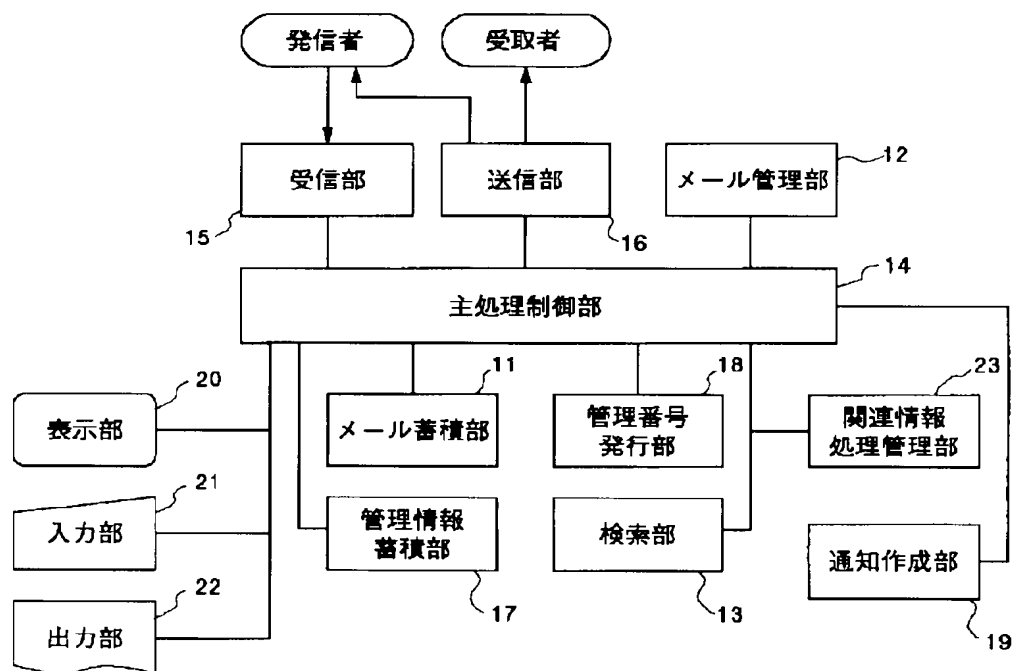 発信者
受取者
受信部
送信部
メール管理部
12
15
16
14
主処理制御部
20
11
18
23
表示部
メール蓄積部
管理番号
発行部
関連情報
処理管理部
21
入力部
管理情報
蓄積部
検索部
通知作成部
22
出力部
17
13
19